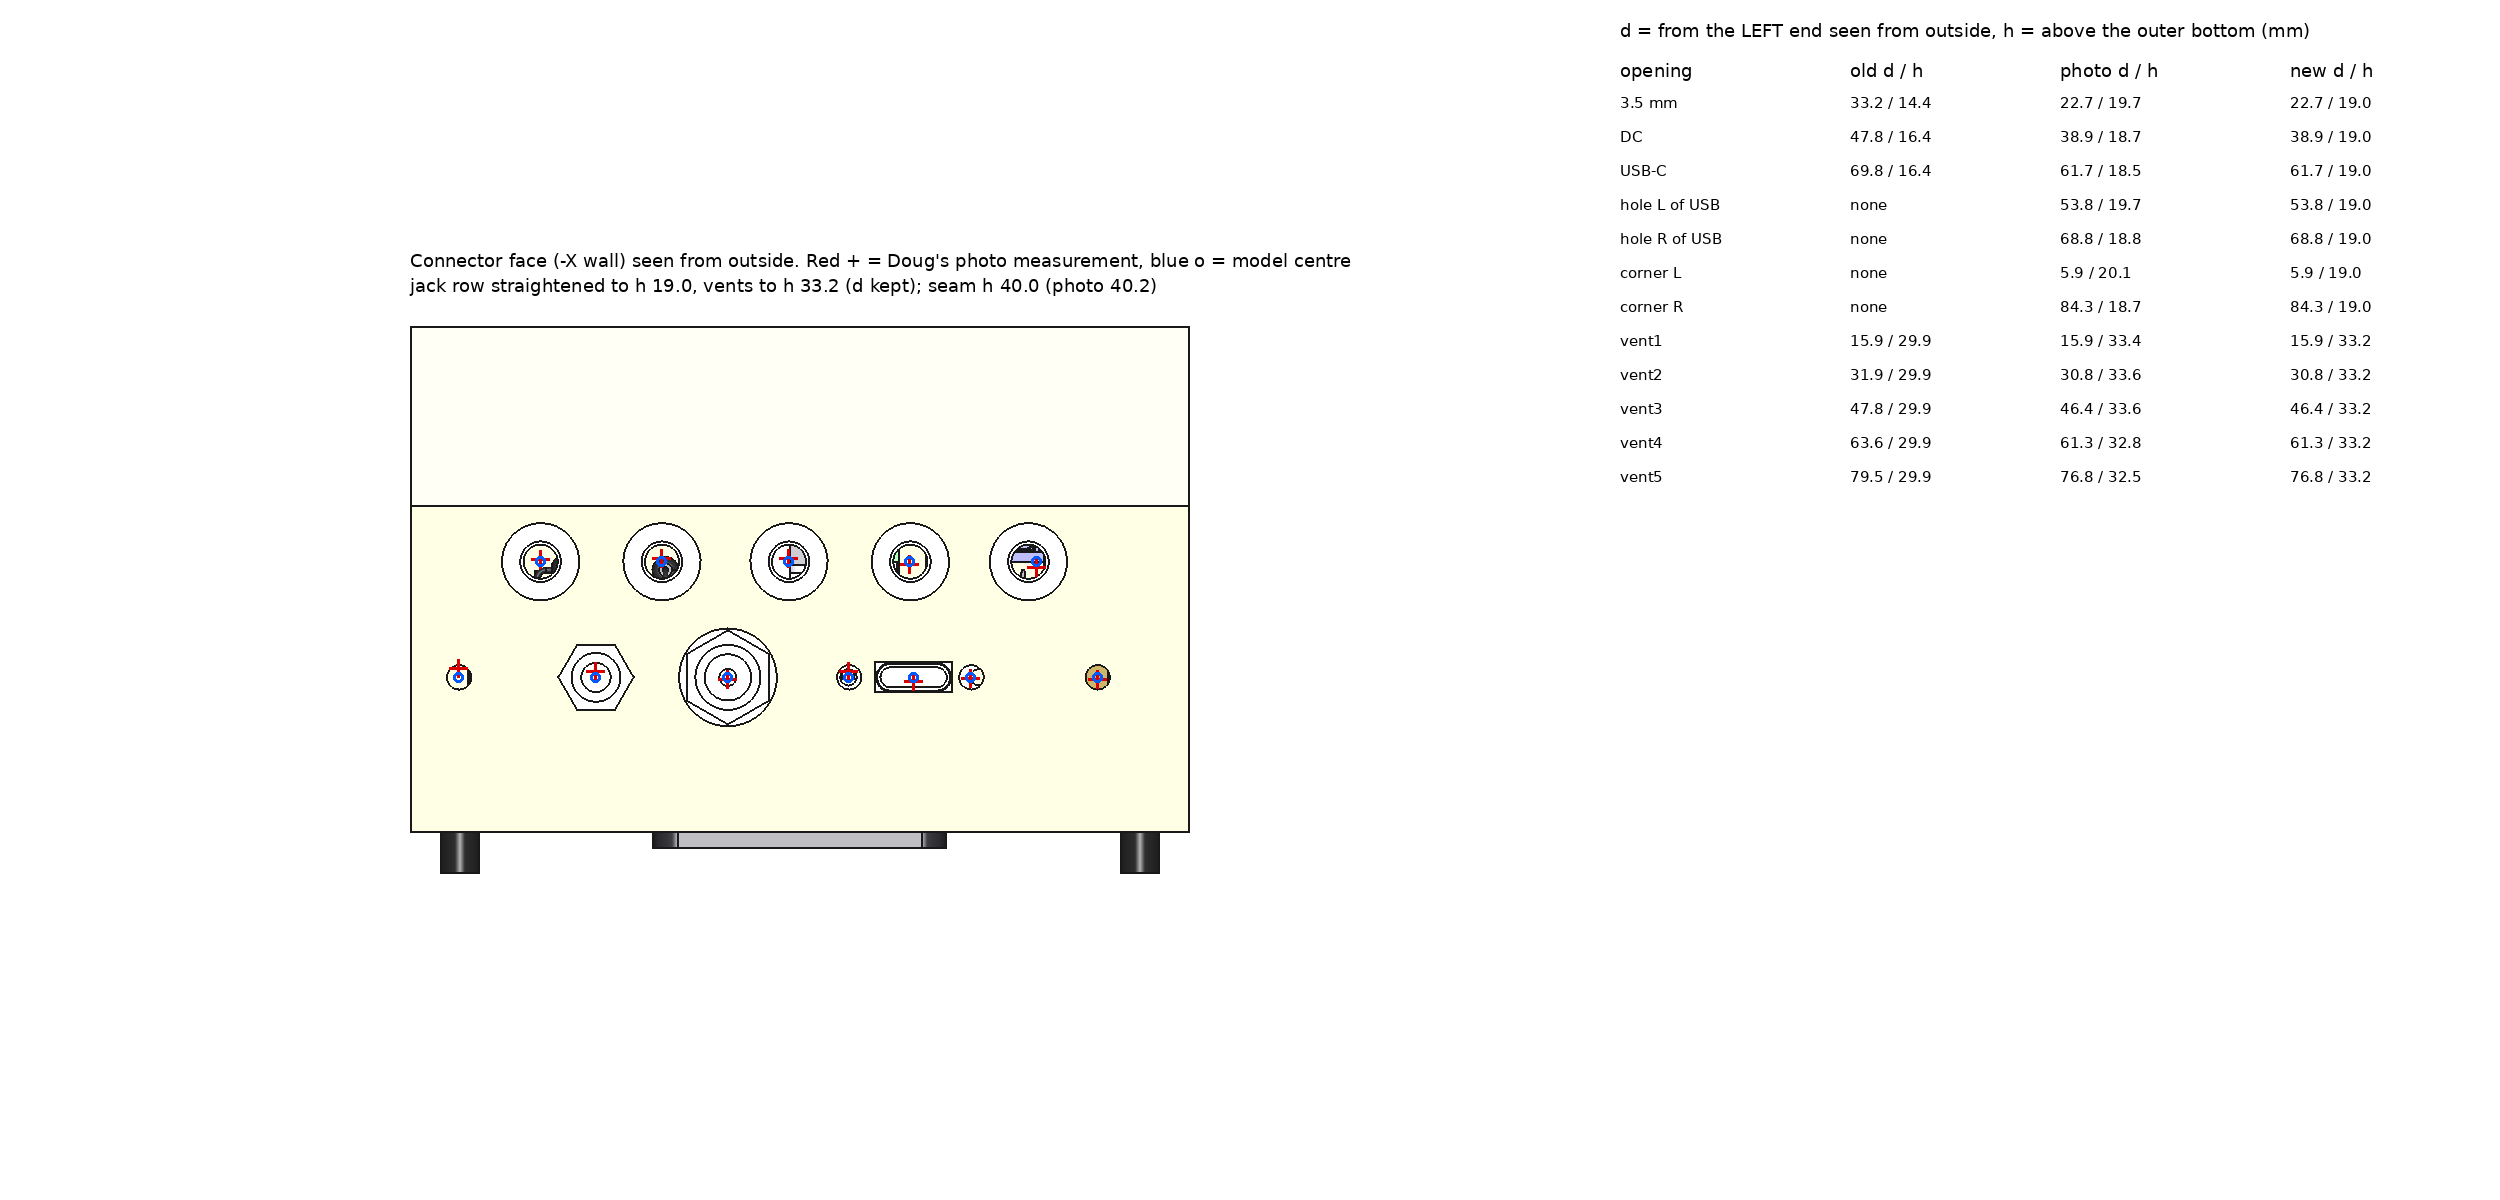 d = from the LEFT end seen from outside, h = above the outer bottom (mm)
opening old d / h photo d / h new d / h
3.5 mm 33.2 / 14.4 22.7 / 19.7 22.7 / 19.0
DC 47.8 / 16.4 38.9 / 18.7 38.9 / 19.0
USB-C 69.8 / 16.4 61.7 / 18.5 61.7 / 19.0
hole L of USB none 53.8 / 19.7 53.8 / 19.0
hole R of USB none 68.8 / 18.8 68.8 / 19.0
corner L none 5.9 / 20.1 5.9 / 19.0
corner R none 84.3 / 18.7 84.3 / 19.0
vent1 15.9 / 29.9 15.9 / 33.4 15.9 / 33.2
vent2 31.9 / 29.9 30.8 / 33.6 30.8 / 33.2
vent3 47.8 / 29.9 46.4 / 33.6 46.4 / 33.2
vent4 63.6 / 29.9 61.3 / 32.8 61.3 / 33.2
vent5 79.5 / 29.9 76.8 / 32.5 76.8 / 33.2
Connector face (-X wall) seen from outside. Red + = Doug's photo measurement, blue o = model centre
jack row straightened to h 19.0, vents to h 33.2 (d kept); seam h 40.0 (photo 40.2)